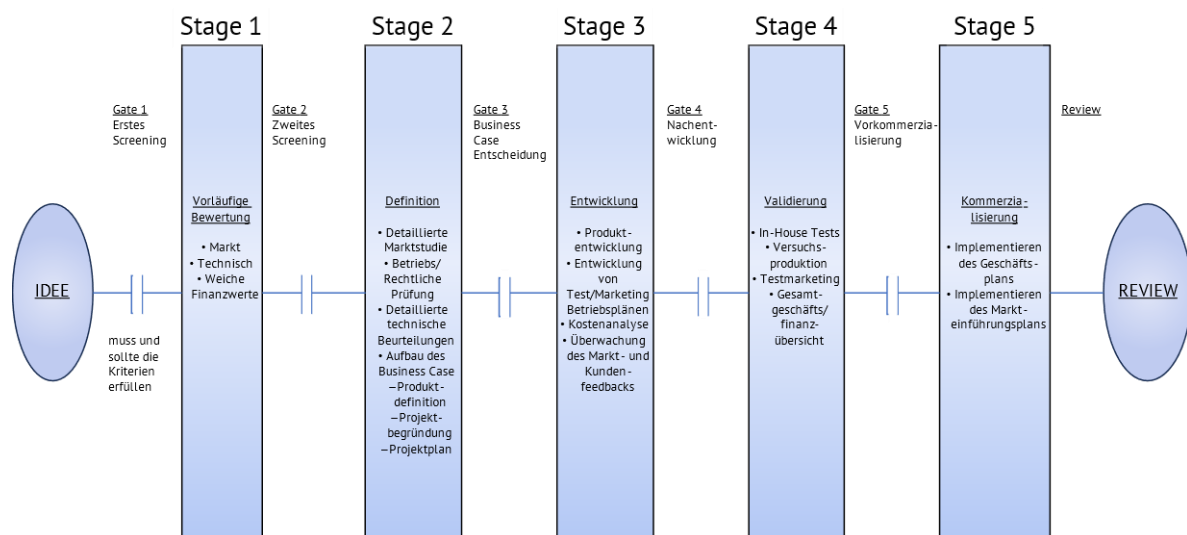 Stage 1
Stage 2
Stage 3
Stage 4
Stage 5
Gate 1
Erstes
Screening
Gate 2
Zweites
Screening
Gate 3
Business
Case
Entscheidung
Gate 4
Nachent-
wicklung
Gate 5
Vorkommerzia-
lisierung
Review
IDEE
muss und
sollte die
Kriterien
erfüllen
Vorläufige
Bewertung
• Markt
• Technisch
• Weiche
Finanzwerte
Definition
• Detaillierte
Marktstudie
• Betriebs/
Rechtliche
Prüfung
• Detaillierte
technische
Beurteilungen
• Aufbau des
Business Case
—Produkt-
definition
—Projekt-
begründung
—Projektplan
Entwicklung
• Produkt-
entwicklung
• Entwicklung
von
Test/Marketing
Betriebsplänen
• Kostenanalyse
• Überwachung
des Markt- und
Kunden-
feedbacks
Validierung
• In-House Tests
• Versuchs-
produktion
• Testmarketing
• Gesamt-
geschäfts/
finanz-
übersicht
Kommerzia-
lisierung
• Implementieren
des Geschäfts-
plans
• Implementieren
des Markt-
einführungsplans
REVIEW